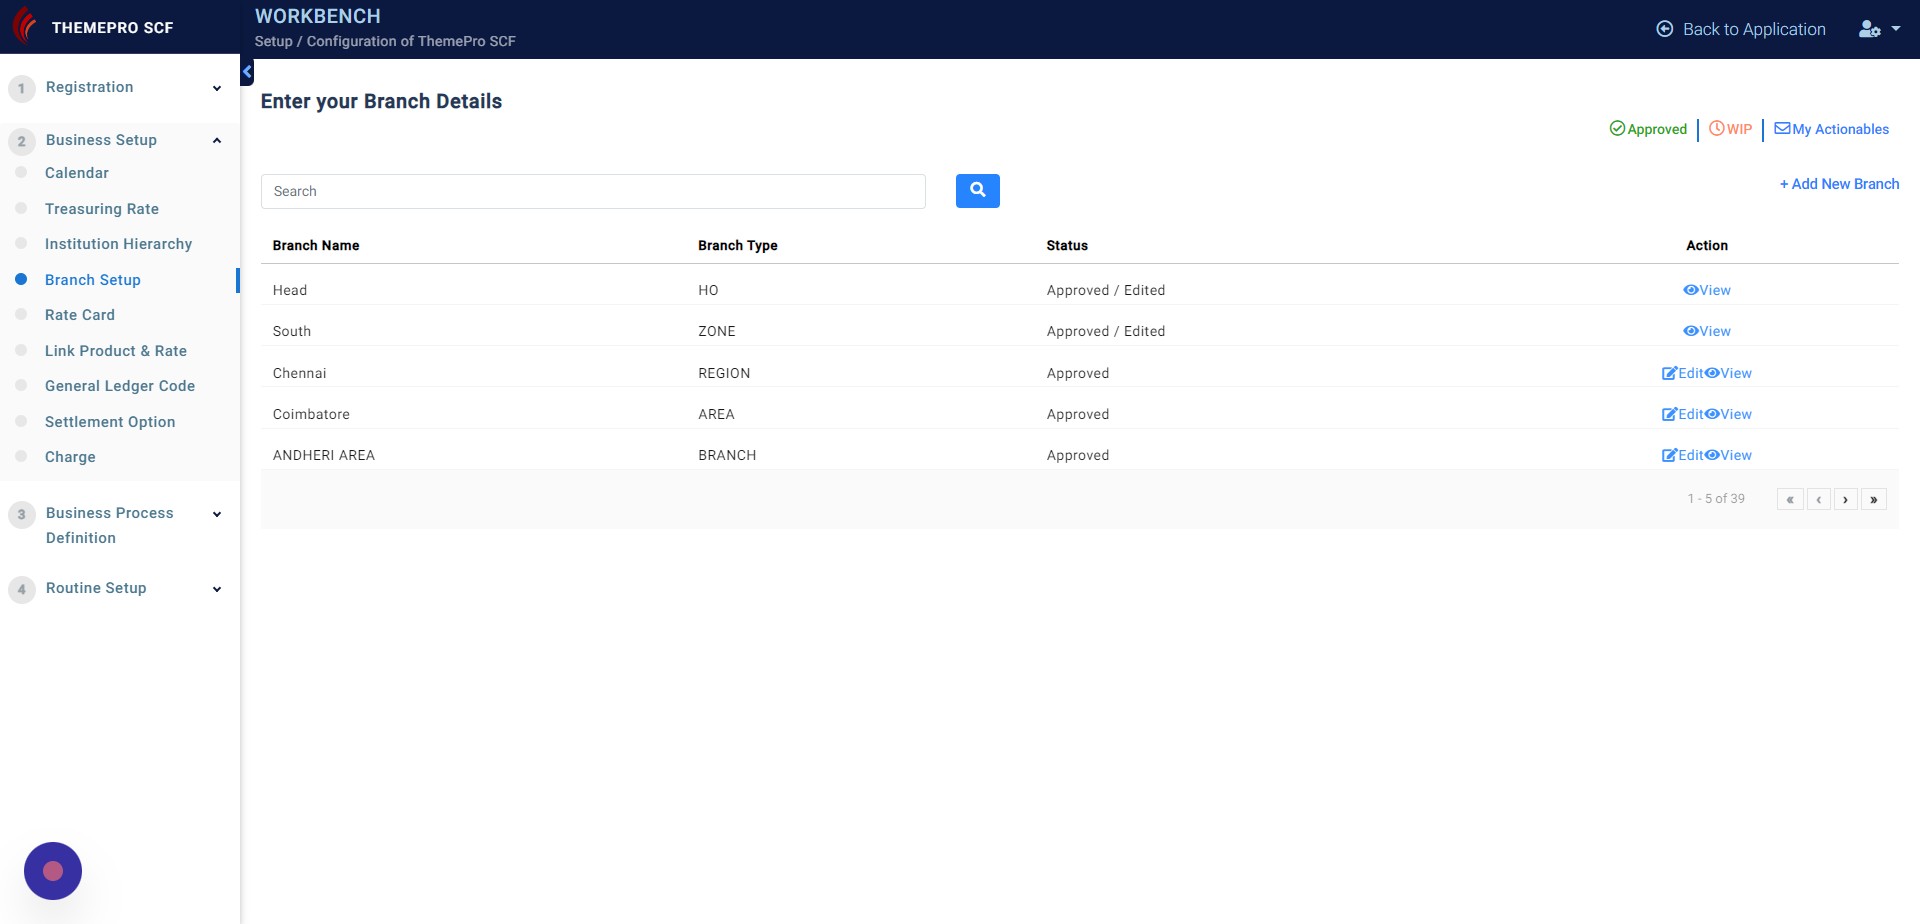 THEMEPRO SCF
WORKBENCH
Setup / Configuration of ThemePro SCF
Back to Application
1 Registration
2 Business Setup
Calendar
Treasuring Rate
Institution Hierarchy
Branch Setup
Rate Card
Link Product & Rate
General Ledger Code
Settlement Option
Charge
3 Business Process
Definition
4 Routine Setup
Enter your Branch Details
Approved WIP My Actionables
Search
+ Add New Branch
Branch Name Branch Type Status Action
Head HO Approved / Edited View
South ZONE Approved / Edited View
Chennai REGION Approved Edit View
Coimbatore AREA Approved Edit View
ANDHERI AREA BRANCH Approved Edit View
1 - 5 of 39 « ‹ › »